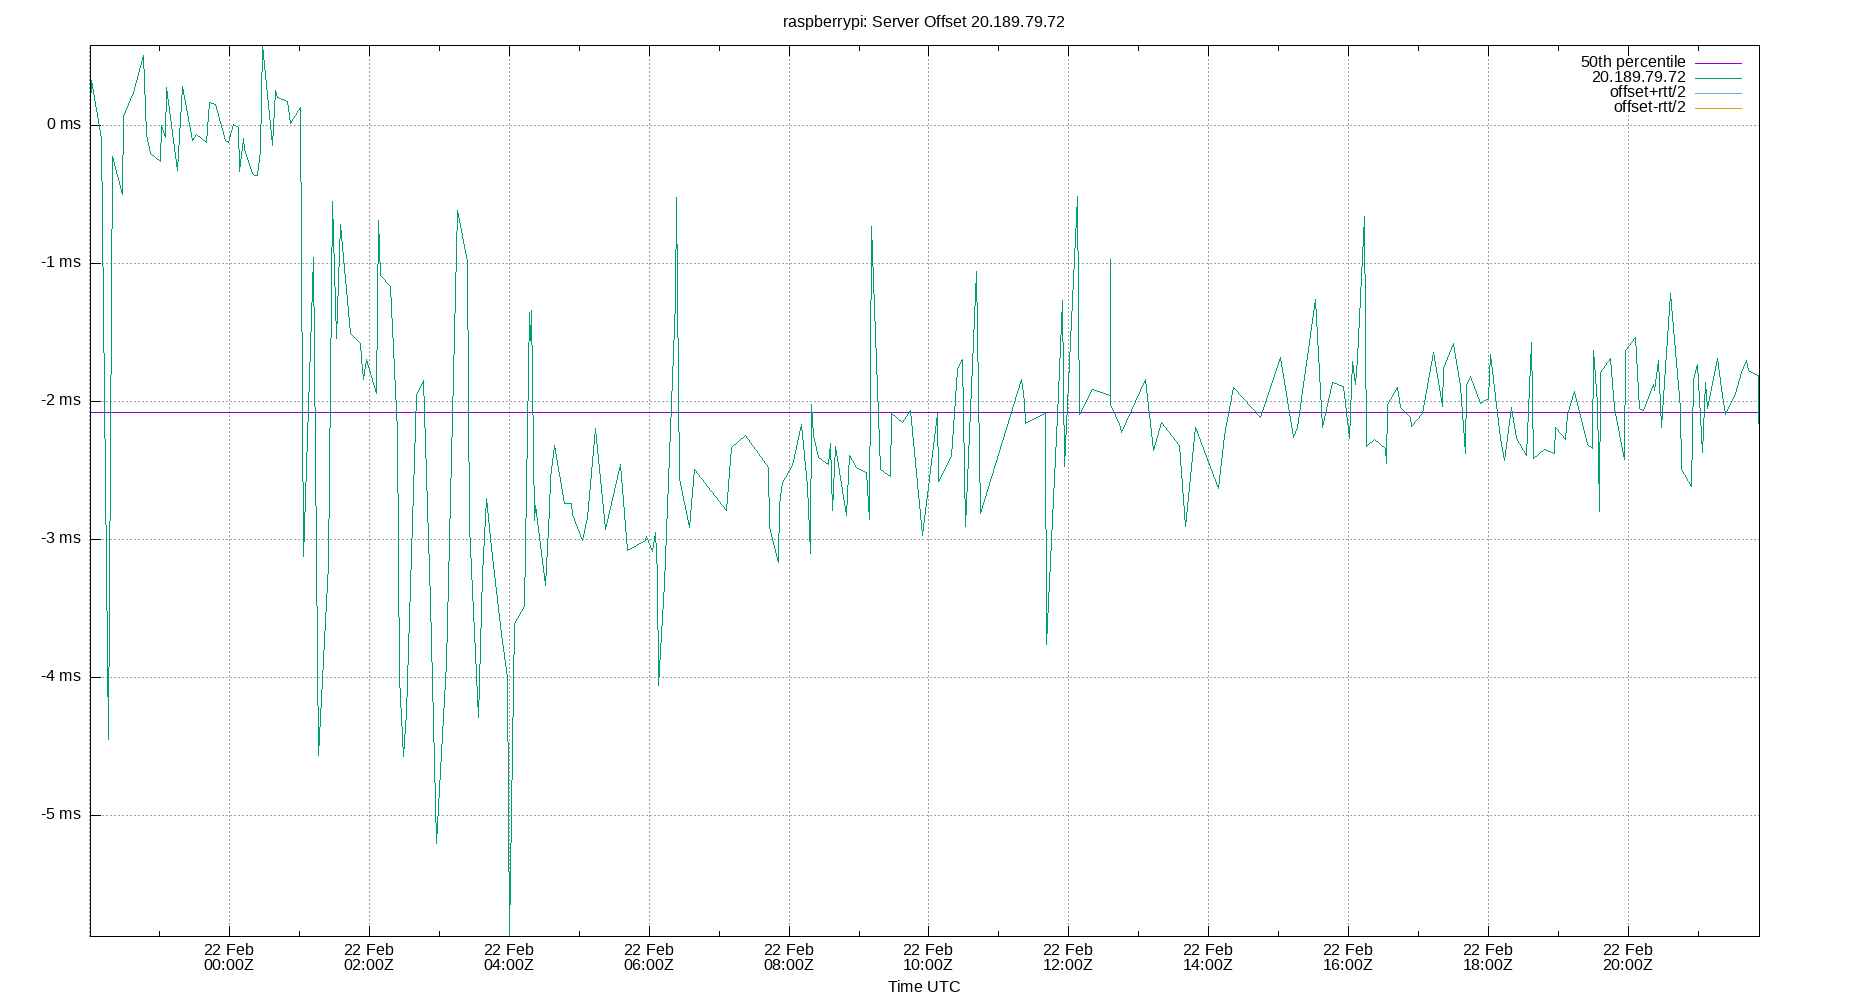 raspberrypi: Server Offset 20.189.79.72
50th percentile
20.189.79.72
offset+rtt/2
offset-rtt/2
0 ms
-1 ms
-2 ms
-3 ms
-4 ms
-5 ms
22 Feb 22 Feb 22 Feb 22 Feb 22 Feb 22 Feb 22 Feb 22 Feb 22 Feb 22 Feb 22 Feb
00:00Z 02:00Z 04:00Z 06:00Z 08:00Z 10:00Z 12:00Z 14:00Z 16:00Z 18:00Z 20:00Z
Time UTC